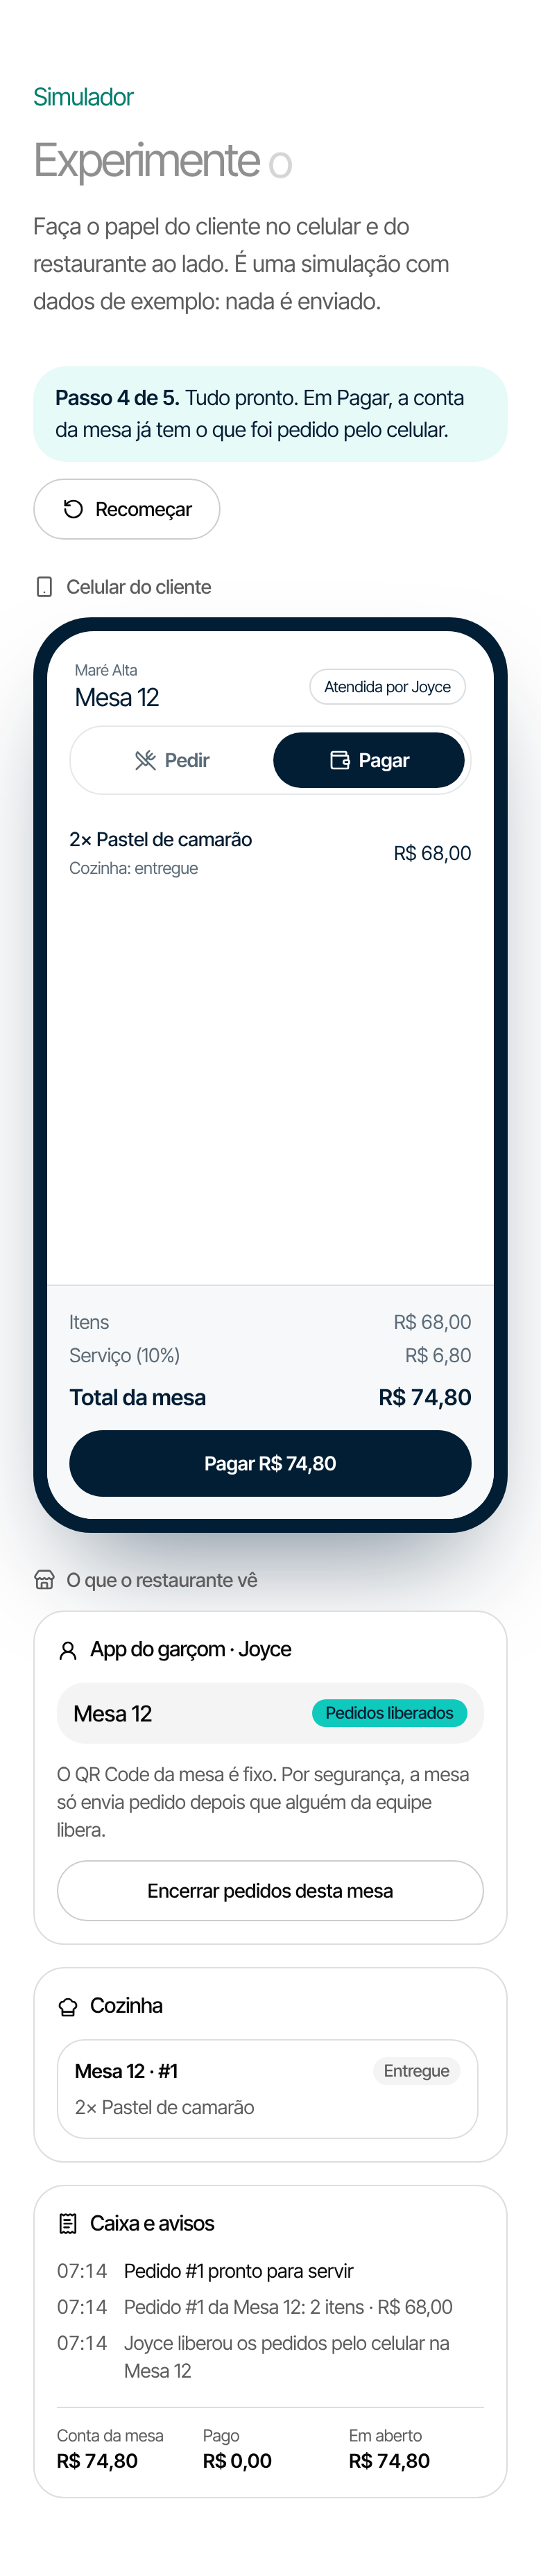 Simulador
Experimente o
Faça o papel do cliente no celular e do
restaurante ao lado. É uma simulação com
dados de exemplo: nada é enviado.
Passo 4 de 5. Tudo pronto. Em Pagar, a conta
da mesa já tem o que foi pedido pelo celular.
Recomeçar
Celular do cliente
Maré Alta
Mesa 12
Atendida por Joyce
Pedir
Pagar
2× Pastel de camarão
R$ 68,00
Cozinha: entregue
Itens R$ 68,00
Serviço (10%) R$ 6,80
Total da mesa R$ 74,80
Pagar R$ 74,80
O que o restaurante vê
App do garçom · Joyce
Mesa 12 Pedidos liberados
O QR Code da mesa é fixo. Por segurança, a mesa
só envia pedido depois que alguém da equipe
libera.
Encerrar pedidos desta mesa
Cozinha
Mesa 12 · #1 Entregue
2× Pastel de camarão
Caixa e avisos
07:14 Pedido #1 pronto para servir
07:14 Pedido #1 da Mesa 12: 2 itens · R$ 68,00
07:14 Joyce liberou os pedidos pelo celular na
Mesa 12
Conta da mesa Pago Em aberto
R$ 74,80 R$ 0,00 R$ 74,80